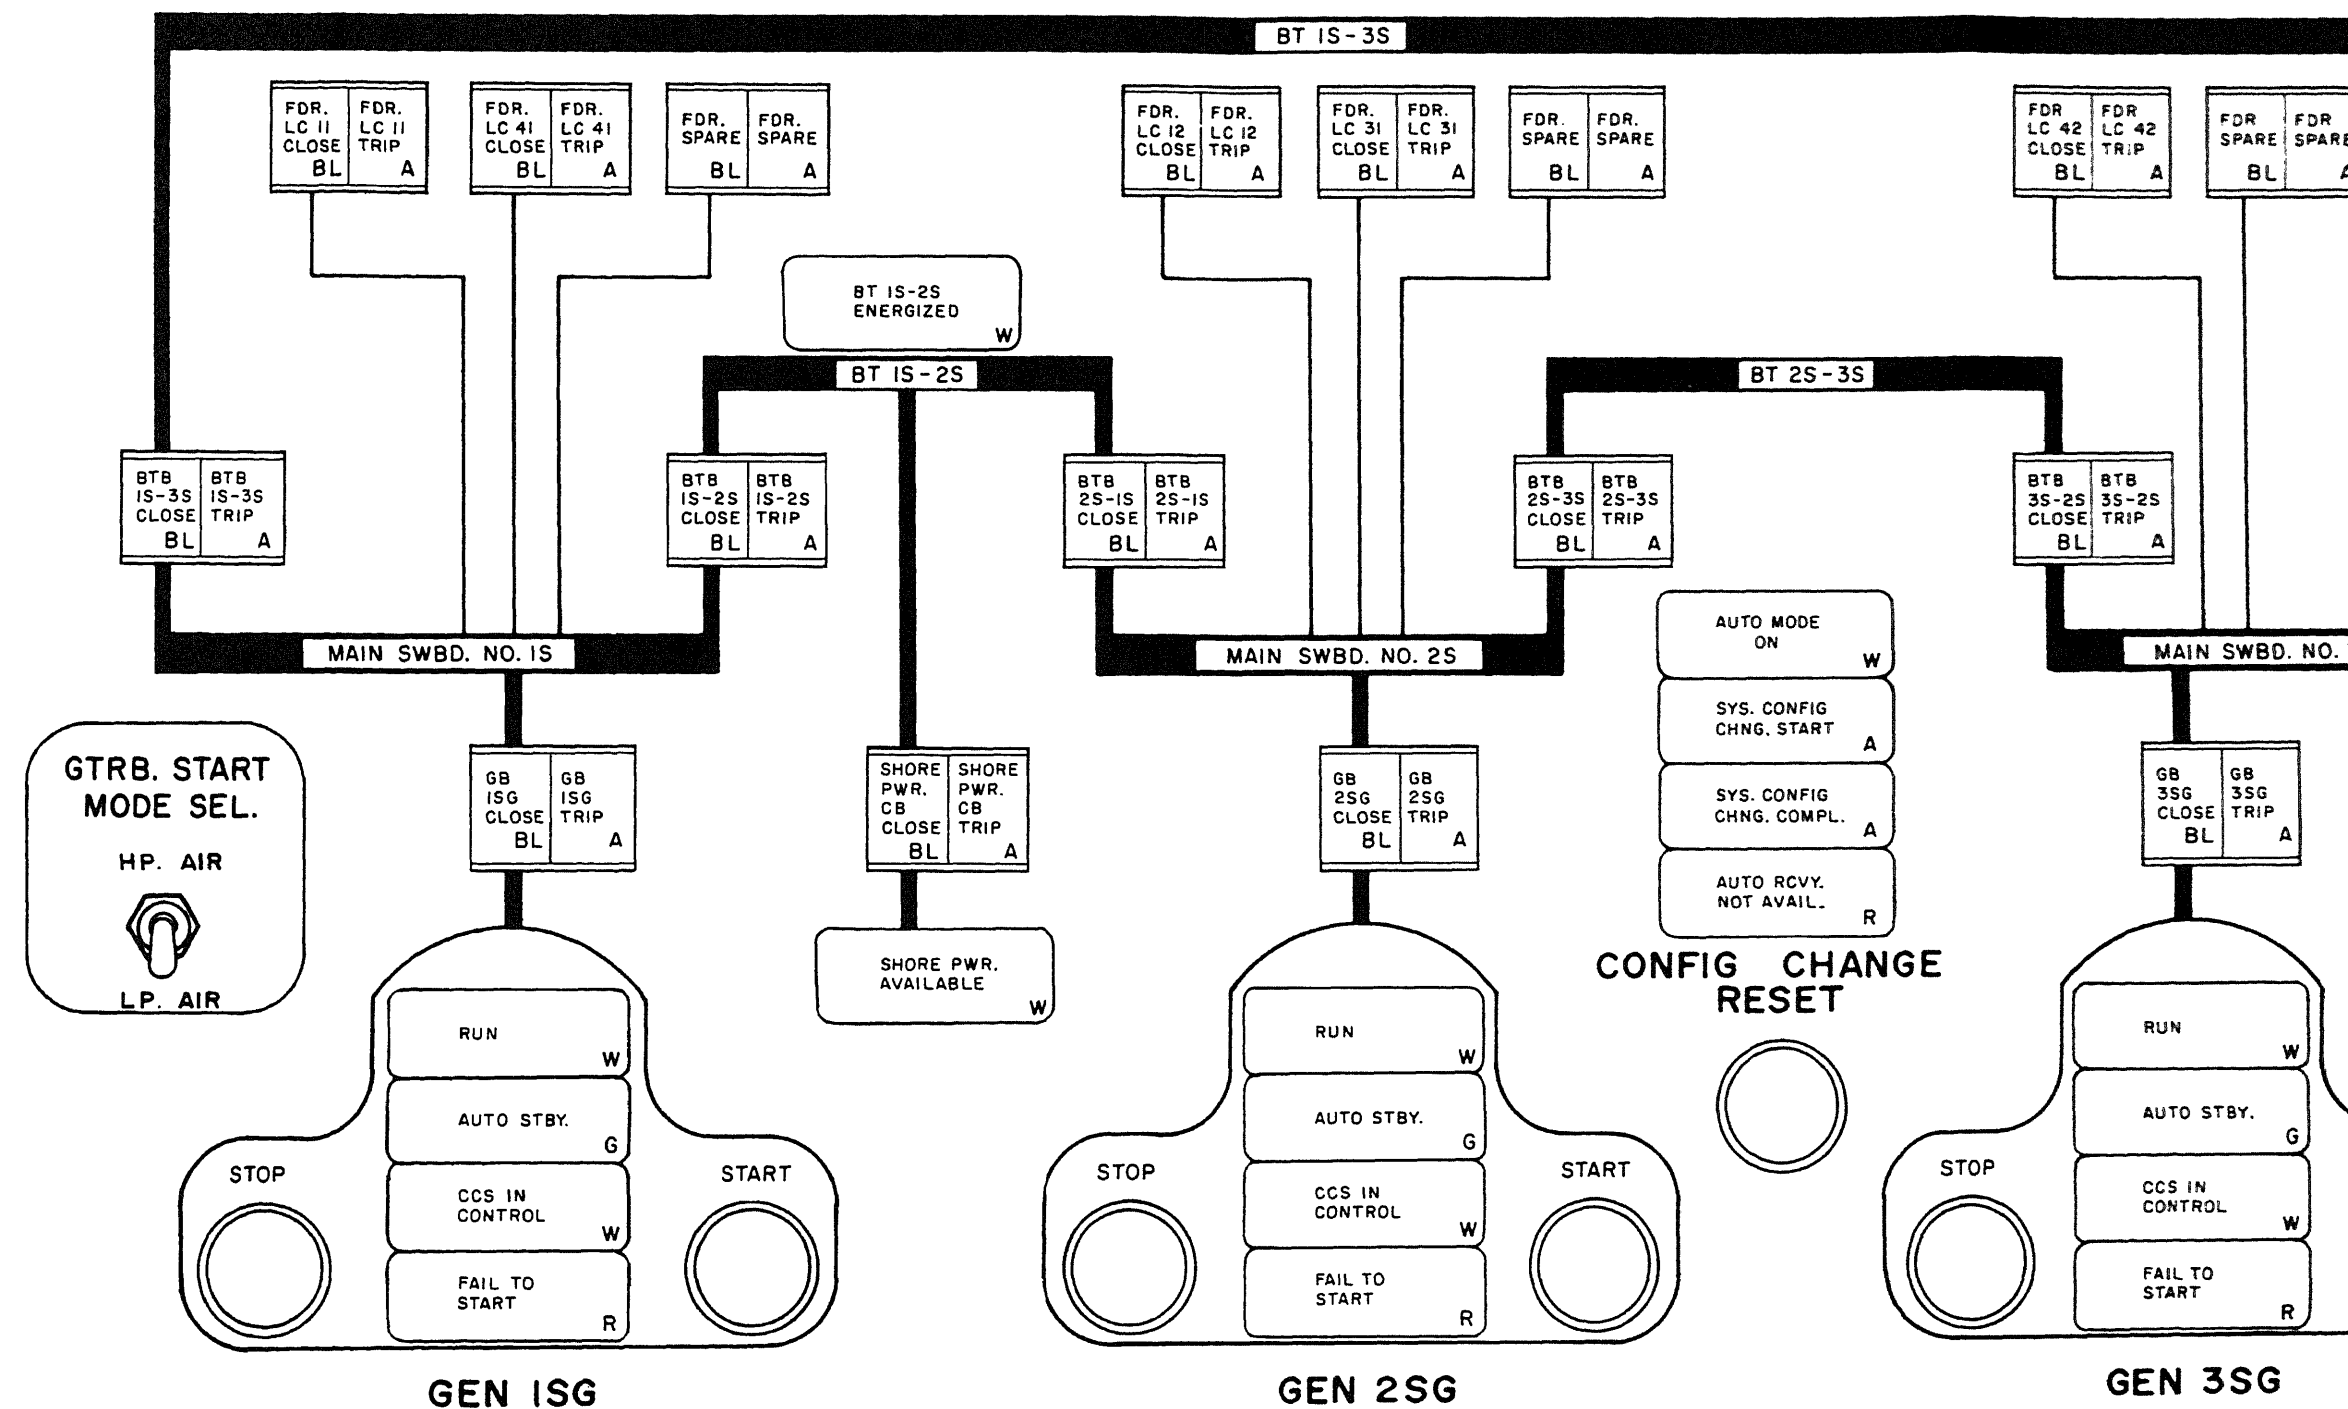 BT 1S-3S
FDR.
LC 11
CLOSE
BL
FDR.
LC 11
TRIP
A
FDR.
LC 41
CLOSE
BL
FDR.
LC 41
TRIP
A
FDR.
SPARE
BL
FDR.
SPARE
A
FDR.
LC 12
CLOSE
BL
FDR.
LC 12
TRIP
A
FDR.
LC 31
CLOSE
BL
FDR.
LC 31
TRIP
A
FDR.
SPARE
BL
FDR.
SPARE
A
FDR
LC 42
CLOSE
BL
FDR
LC 42
TRIP
A
FDR
SPARE
BL
FDR
SPARE
A
BT 1S-2S
ENERGIZED
W
BT 1S-2S
BT 2S-3S
BTB
1S-3S
CLOSE
BL
BTB
1S-3S
TRIP
A
BTB
1S-2S
CLOSE
BL
BTB
1S-2S
TRIP
A
BTB
2S-1S
CLOSE
BL
BTB
2S-1S
TRIP
A
BTB
2S-3S
CLOSE
BL
BTB
2S-3S
TRIP
A
BTB
3S-2S
CLOSE
BL
BTB
3S-2S
TRIP
A
MAIN SWBD. NO. 1S
MAIN SWBD. NO. 2S
MAIN SWBD. NO.
AUTO MODE
ON
W
SYS. CONFIG
CHNG. START
A
SYS. CONFIG
CHNG. COMPL.
A
AUTO RCVY.
NOT AVAIL.
R
CONFIG CHANGE
RESET
GTRB. START
MODE SEL.
HP. AIR
LP. AIR
GB
1SG
CLOSE
BL
GB
1SG
TRIP
A
SHORE
PWR.
CB
CLOSE
BL
SHORE
PWR.
CB
TRIP
A
GB
2SG
CLOSE
BL
GB
2SG
TRIP
A
GB
3SG
CLOSE
BL
GB
3SG
TRIP
A
SHORE PWR.
AVAILABLE
W
RUN
W
AUTO STBY.
G
CCS IN
CONTROL
W
FAIL TO
START
R
STOP
START
GEN 1SG
RUN
W
AUTO STBY.
G
CCS IN
CONTROL
W
FAIL TO
START
R
STOP
START
GEN 2SG
RUN
W
AUTO STBY.
G
CCS IN
CONTROL
W
FAIL TO
START
R
STOP
GEN 3SG